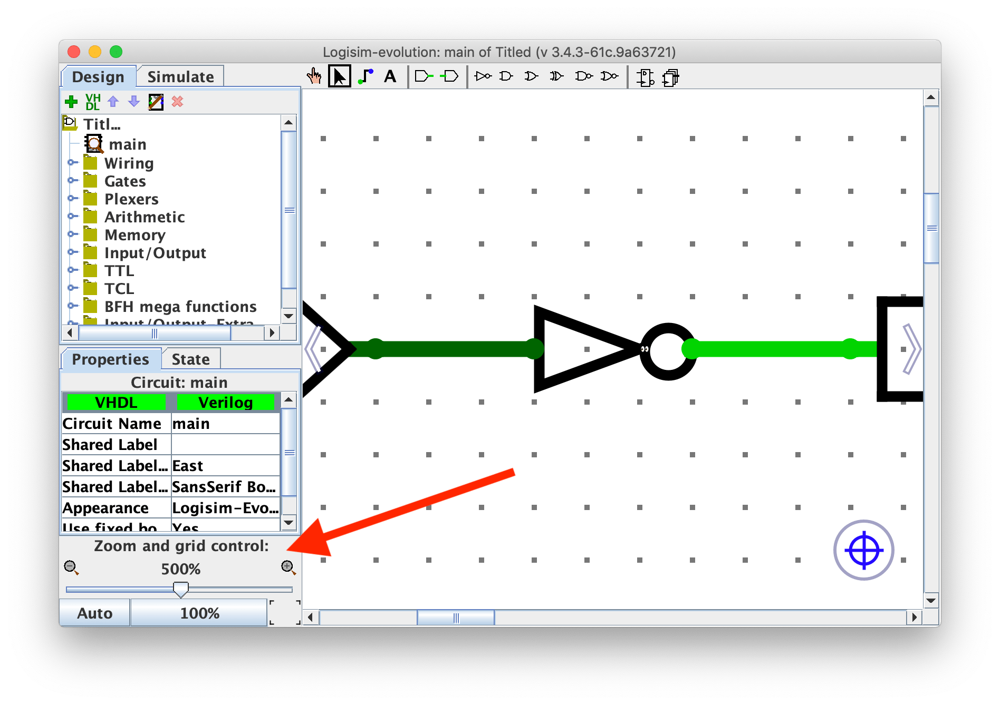 Logisim-evolution: main of Titled (v 3.4.3-61c.9a63721)
Design Simulate
A
VH
DL
Titl...
main
Wiring
Gates
Plexers
Arithmetic
Memory
Input/Output
TTL
TCL
BFH mega functions
Input/Output-Extra
Properties State
Circuit: main
VHDL Verilog
Circuit Name main
Shared Label
Shared Label... East
Shared Label... SansSerif Bo...
Appearance Logisim-Evo...
Use fixed bo Yes
Zoom and grid control:
500%
Auto 100%